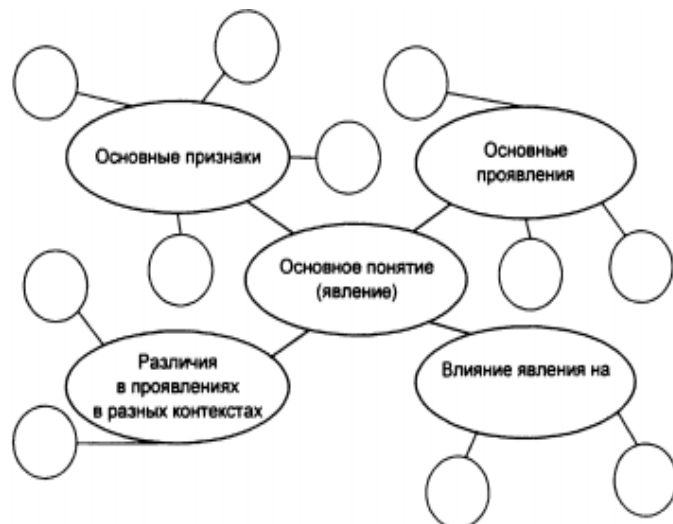 Основные признаки
Основные
проявления
Основное понятие
(явление)
Различия
в проявлениях
в разных контекстах
Влияние явления на